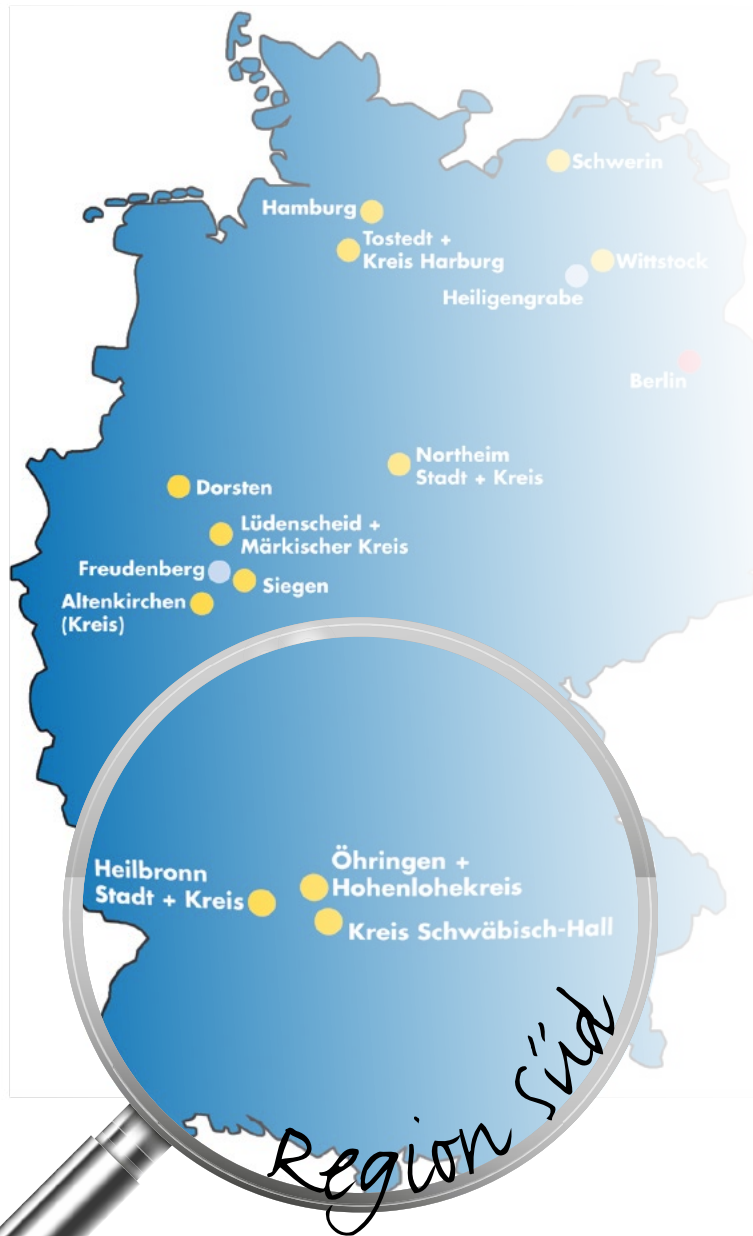 Schwerin
Hamburg
Tostedt +
Kreis Harburg
Wittstock
Heiligengrabe
Berlin
Northeim
Stadt + Kreis
Dorsten
Lüdenscheid +
Märkischer Kreis
Freudenberg
Siegen
Altenkirchen
(Kreis)
Öhringen +
Hohenlohekreis
Heilbronn
Stadt + Kreis
Kreis Schwäbisch-Hall
Region Süd